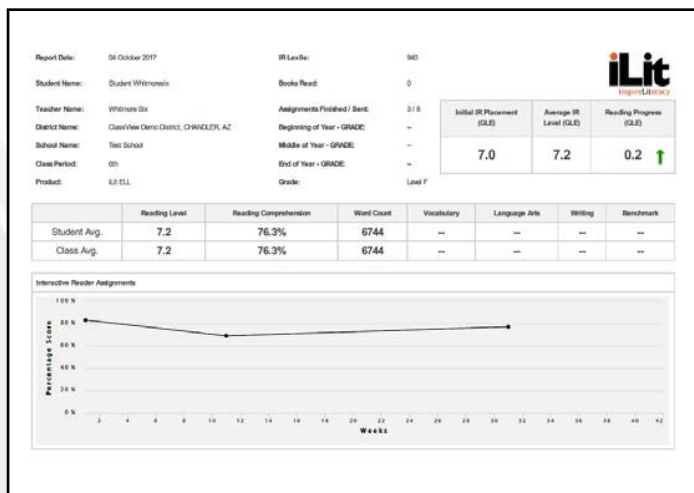 Report Date: 04 October 2017 IR Lexile: 940
iLit
inspireLiteracy
Student Name: Student Whitmoresix Books Read: 0
Teacher Name: Whitmore Six Assignments Finished / Sent: 3 / 8
District Name: ClassView Demo District, CHANDLER, AZ Beginning of Year - GRADE: --
School Name: Test School Middle of Year - GRADE: --
Class Period: 6th End of Year - GRADE: --
Product: iLit ELL Grade: Level F
Initial IR Placement (GLE) Average IR Level (GLE) Reading Progress (GLE)
7.0 7.2 0.2
Reading Level Reading Comprehension Word Count Vocabulary Language Arts Writing Benchmark
Student Avg. 7.2 76.3% 6744 -- -- -- --
Class Avg. 7.2 76.3% 6744 -- -- -- --
Interactive Reader Assignments
100 %
80 %
60 %
40 %
20 %
0 %
Percentage Score
2 4 6 8 10 12 14 16 18 20 22 24 26 28 30 32 34 36 38 40 42
Weeks